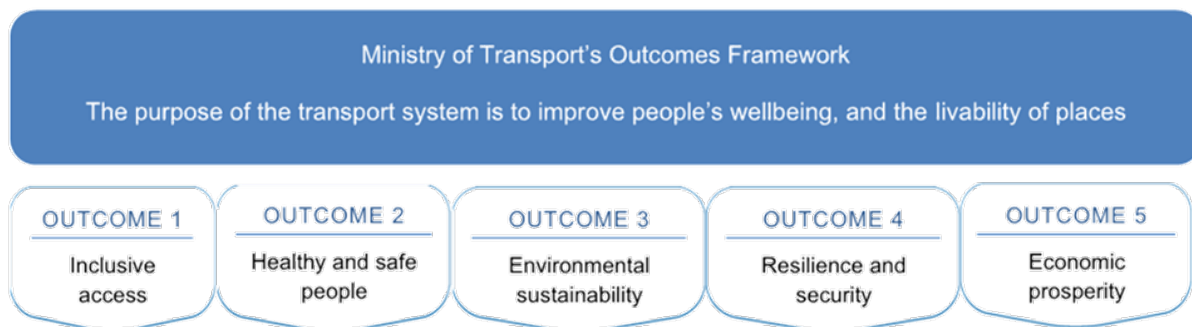 Ministry of Transport's Outcomes Framework
The purpose of the transport system is to improve people's wellbeing, and the livability of places
OUTCOME 1
Inclusive
access
OUTCOME 2
Healthy and safe
people
OUTCOME 3
Environmental
sustainability
OUTCOME 4
Resilience and
security
OUTCOME 5
Economic
prosperity